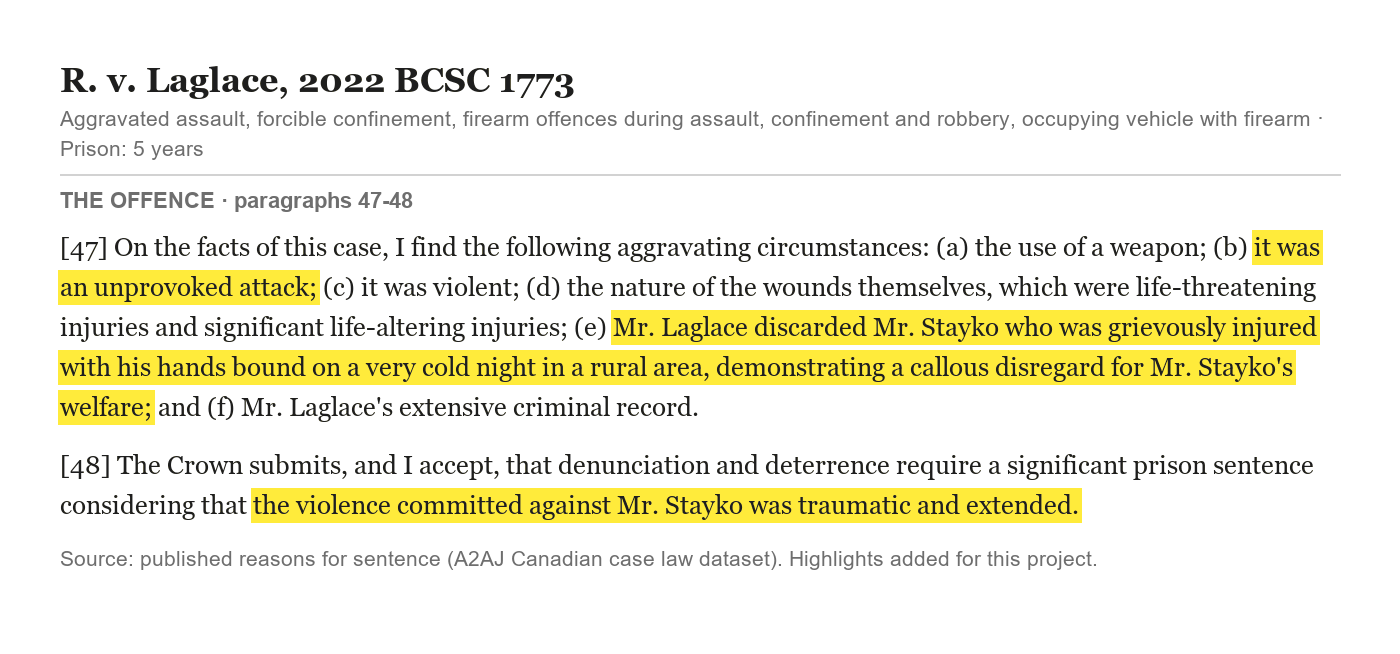 R. v. Laglace, 2022 BCSC 1773
Aggravated assault, forcible confinement, firearm offences during assault, confinement and robbery, occupying vehicle with firearm ·
Prison: 5 years
THE OFFENCE · paragraphs 47-48
[47] On the facts of this case, I find the following aggravating circumstances: (a) the use of a weapon; (b) it was
an unprovoked attack; (c) it was violent; (d) the nature of the wounds themselves, which were life-threatening
injuries and significant life-altering injuries; (e) Mr. Laglace discarded Mr. Stayko who was grievously injured
with his hands bound on a very cold night in a rural area, demonstrating a callous disregard for Mr. Stayko's
welfare; and (f) Mr. Laglace's extensive criminal record.
[48] The Crown submits, and I accept, that denunciation and deterrence require a significant prison sentence
considering that the violence committed against Mr. Stayko was traumatic and extended.
Source: published reasons for sentence (A2AJ Canadian case law dataset). Highlights added for this project.